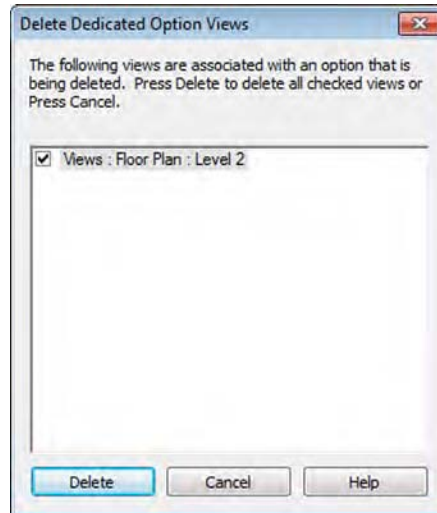 Delete Dedicated Option Views
The following views are associated with an option that is
being deleted. Press Delete to delete all checked views or
Press Cancel.
Views : Floor Plan : Level 2
Delete Cancel Help